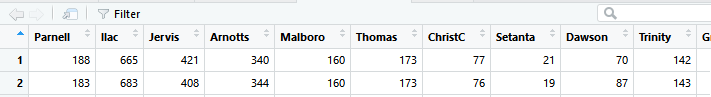 Filter
Parnell Ilac Jervis Arnotts Malboro Thomas ChristC Setanta Dawson Trinity
1 188 665 421 340 160 173 77 21 70 142
2 183 683 408 344 160 173 76 19 87 143